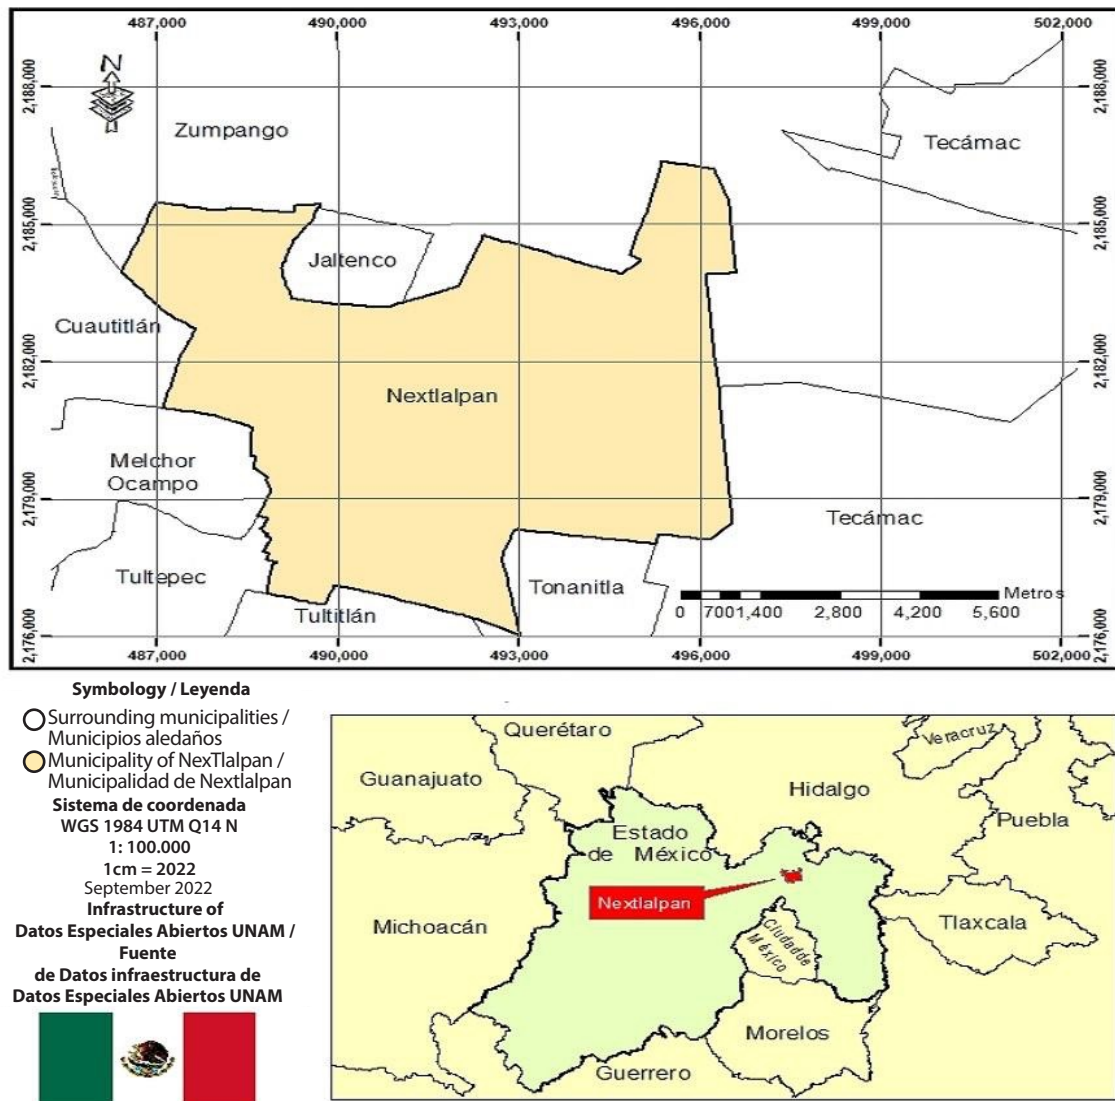 487,000 490,000 493,000 496,000 499,000 502,000
N
2,188,000 2,188,000
Zumpango
Tecámac
2,185,000 2,185,000
Jaltenco
Cuautitlán
2,182,000 2,182,000
Nextlalpan
Melchor
Ocampo
2,179,000 2,179,000
Tecámac
Tultepec
Tonanitla
Metros
0 700 1,400 2,800 4,200 5,600
Tultitlán
2,176,000 2,176,000
487,000 490,000 493,000 496,000 499,000 502,000
Symbology / Leyenda
Surrounding municipalities /
Municipios aledaños
Municipality of NexTlalpan /
Municipalidad de Nextlalpan
Sistema de coordenada
WGS 1984 UTM Q14 N
1: 100.000
1cm = 2022
September 2022
Infrastructure of
Datos Especiales Abiertos UNAM /
Fuente
de Datos infraestructura de
Datos Especiales Abiertos UNAM
Querétaro
Veracruz
Guanajuato
Hidalgo
Puebla
Estado
de México
Nextlalpan
Michoacán
Tlaxcala
Ciudad de
México
Morelos
Guerrero